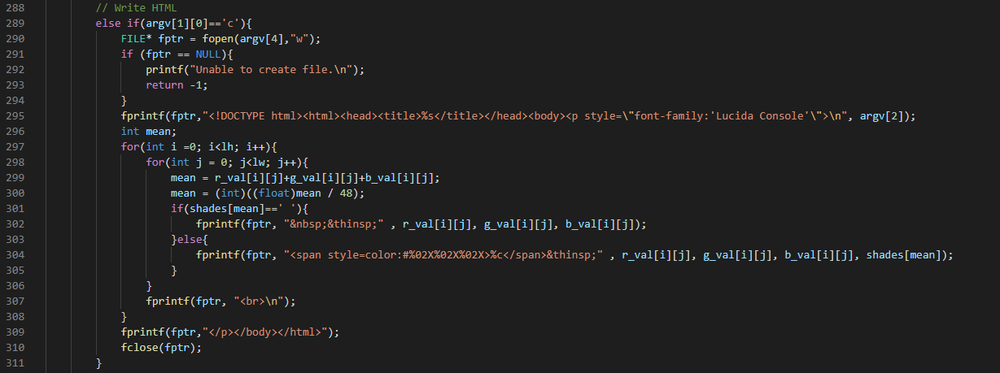 288 // Write HTML
289 else if(argv[1][0]=='c'){
290 FILE* fptr = fopen(argv[4],"w");
291 if (fptr == NULL){
292 printf("Unable to create file.\n");
293 return -1;
294 }
295 fprintf(fptr,"<!DOCTYPE html><html><head><title>%s</title></head><body><p style=\"font-family:'Lucida Console'\">\n", argv[2]);
296 int mean;
297 for(int i =0; i<lh; i++){
298 for(int j = 0; j<lw; j++){
299 mean = r_val[i][j]+g_val[i][j]+b_val[i][j];
300 mean = (int)((float)mean / 48);
301 if(shades[mean]==' '){
302 fprintf(fptr, "&nbsp;&thinsp;" , r_val[i][j], g_val[i][j], b_val[i][j]);
303 }else{
304 fprintf(fptr, "<span style=color:#%02X%02X%02X>%c</span>&thinsp;" , r_val[i][j], g_val[i][j], b_val[i][j], shades[mean]);
305 }
306 }
307 fprintf(fptr, "<br>\n");
308 }
309 fprintf(fptr,"</p></body></html>");
310 fclose(fptr);
311 }